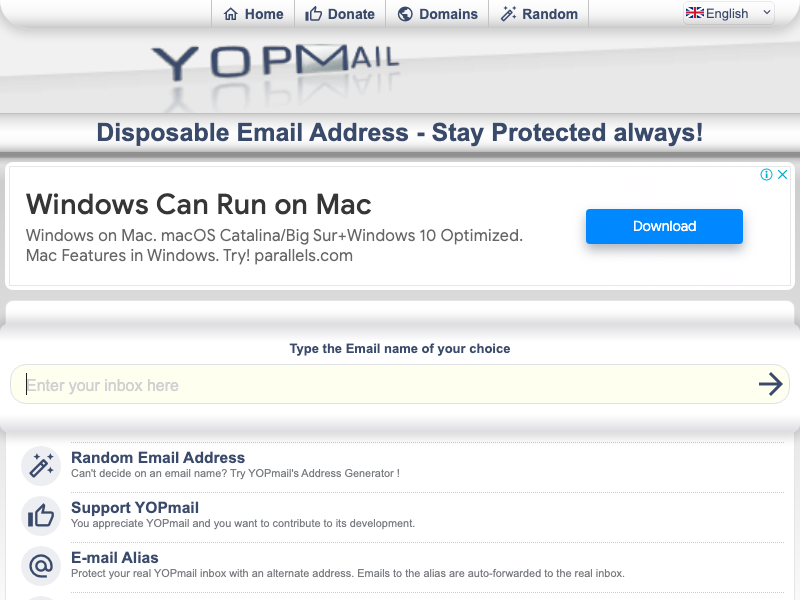 Home Donate Domains Random English
YOPMAIL
Disposable Email Address - Stay Protected always!
Windows Can Run on Mac
Windows on Mac. macOS Catalina/Big Sur+Windows 10 Optimized.
Mac Features in Windows. Try! parallels.com
Download
Type the Email name of your choice
Enter your inbox here
Random Email Address
Can't decide on an email name? Try YOPmail's Address Generator !
Support YOPmail
You appreciate YOPmail and you want to contribute to its development.
E-mail Alias
Protect your real YOPmail inbox with an alternate address. Emails to the alias are auto-forwarded to the real inbox.